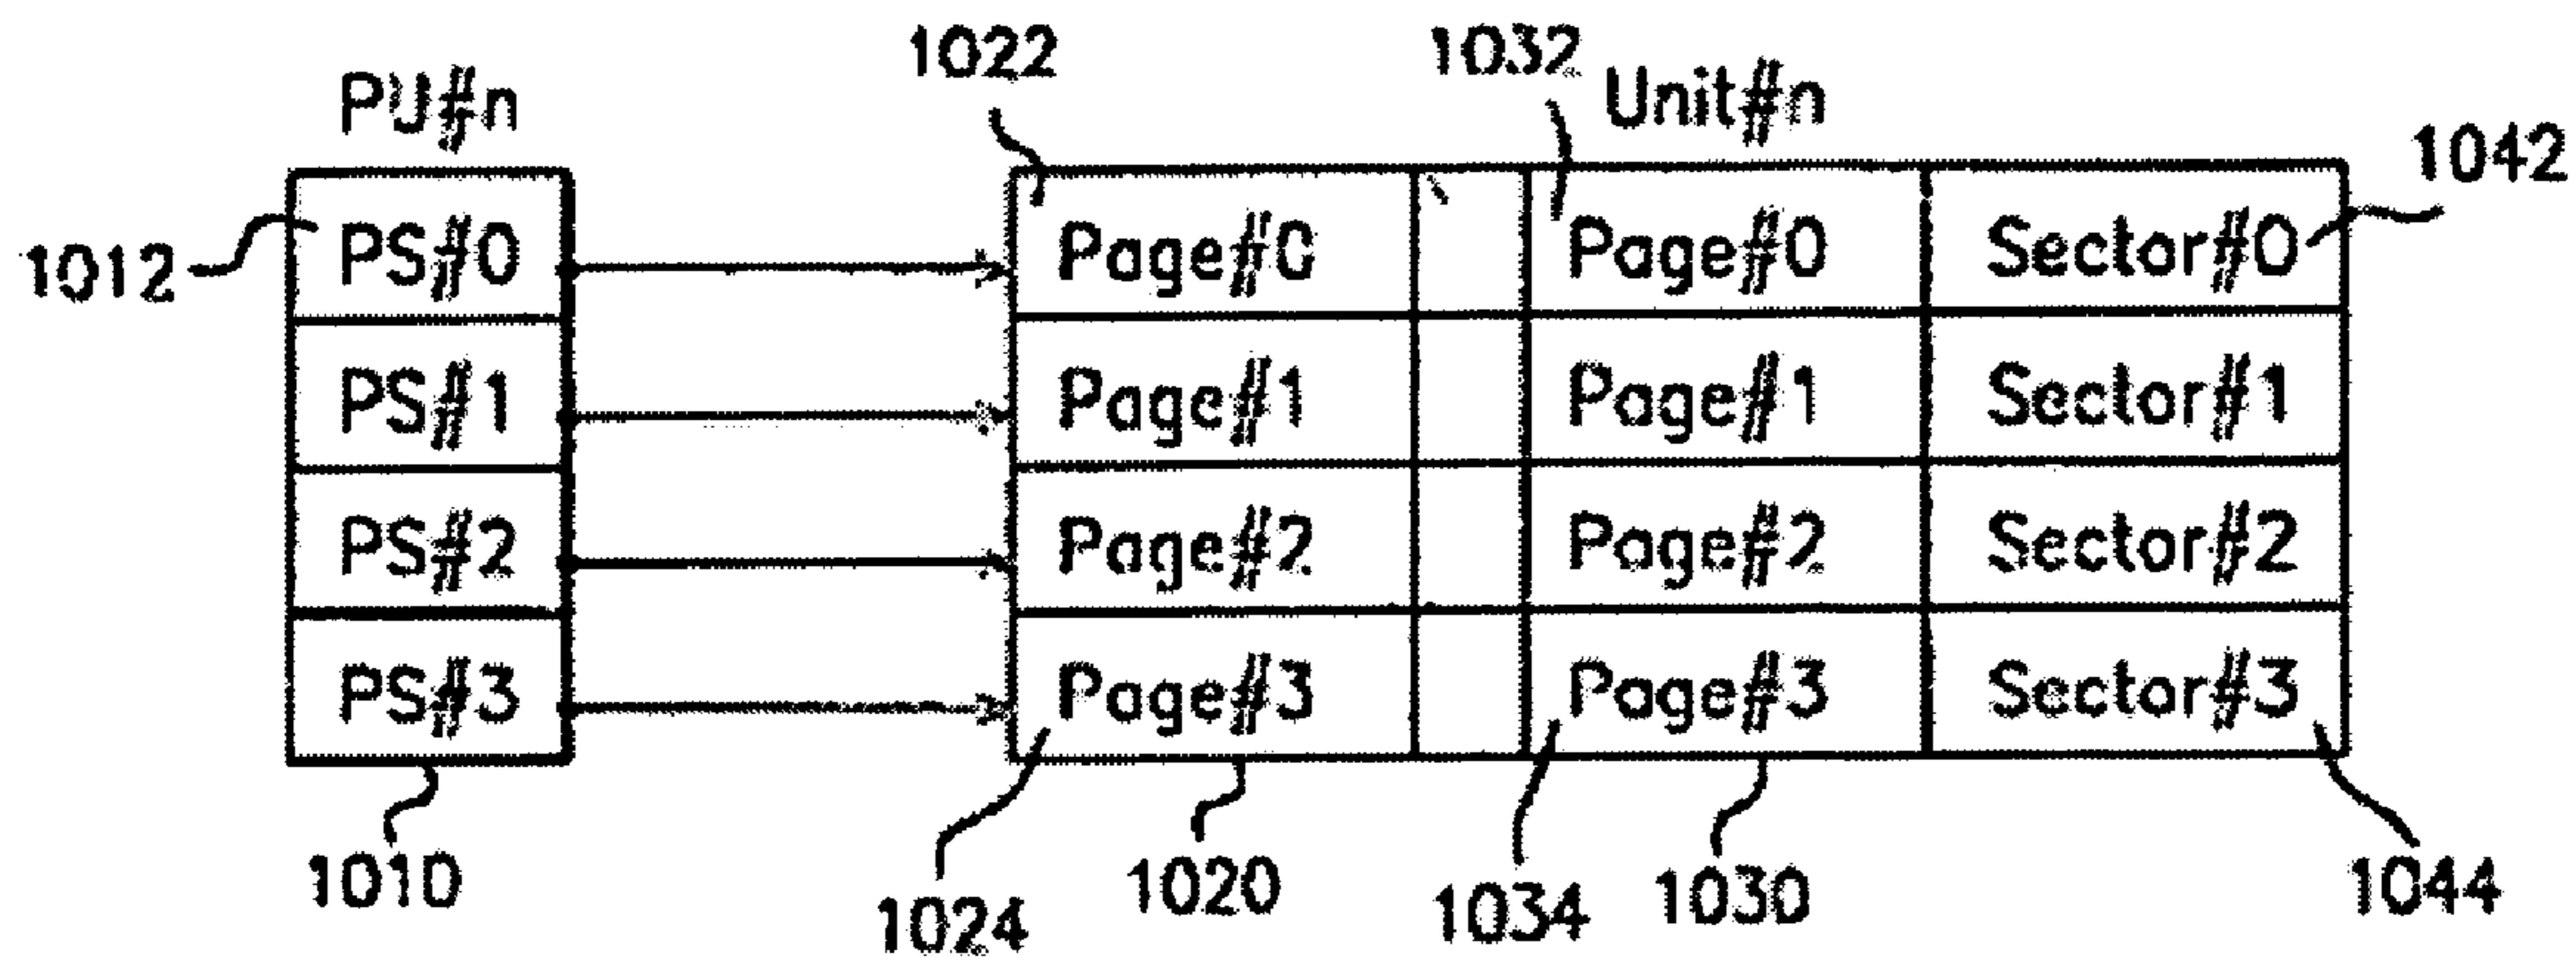 1022 1032
PU#n Unit#n
1042
1012 PS#0 Page#0 Page#0 Sector#0
PS#1 Page#1 Page#1 Sector#1
PS#2 Page#2 Page#2 Sector#2
PS#3 Page#3 Page#3 Sector#3
1010 1024 1020 1034 1030 1044